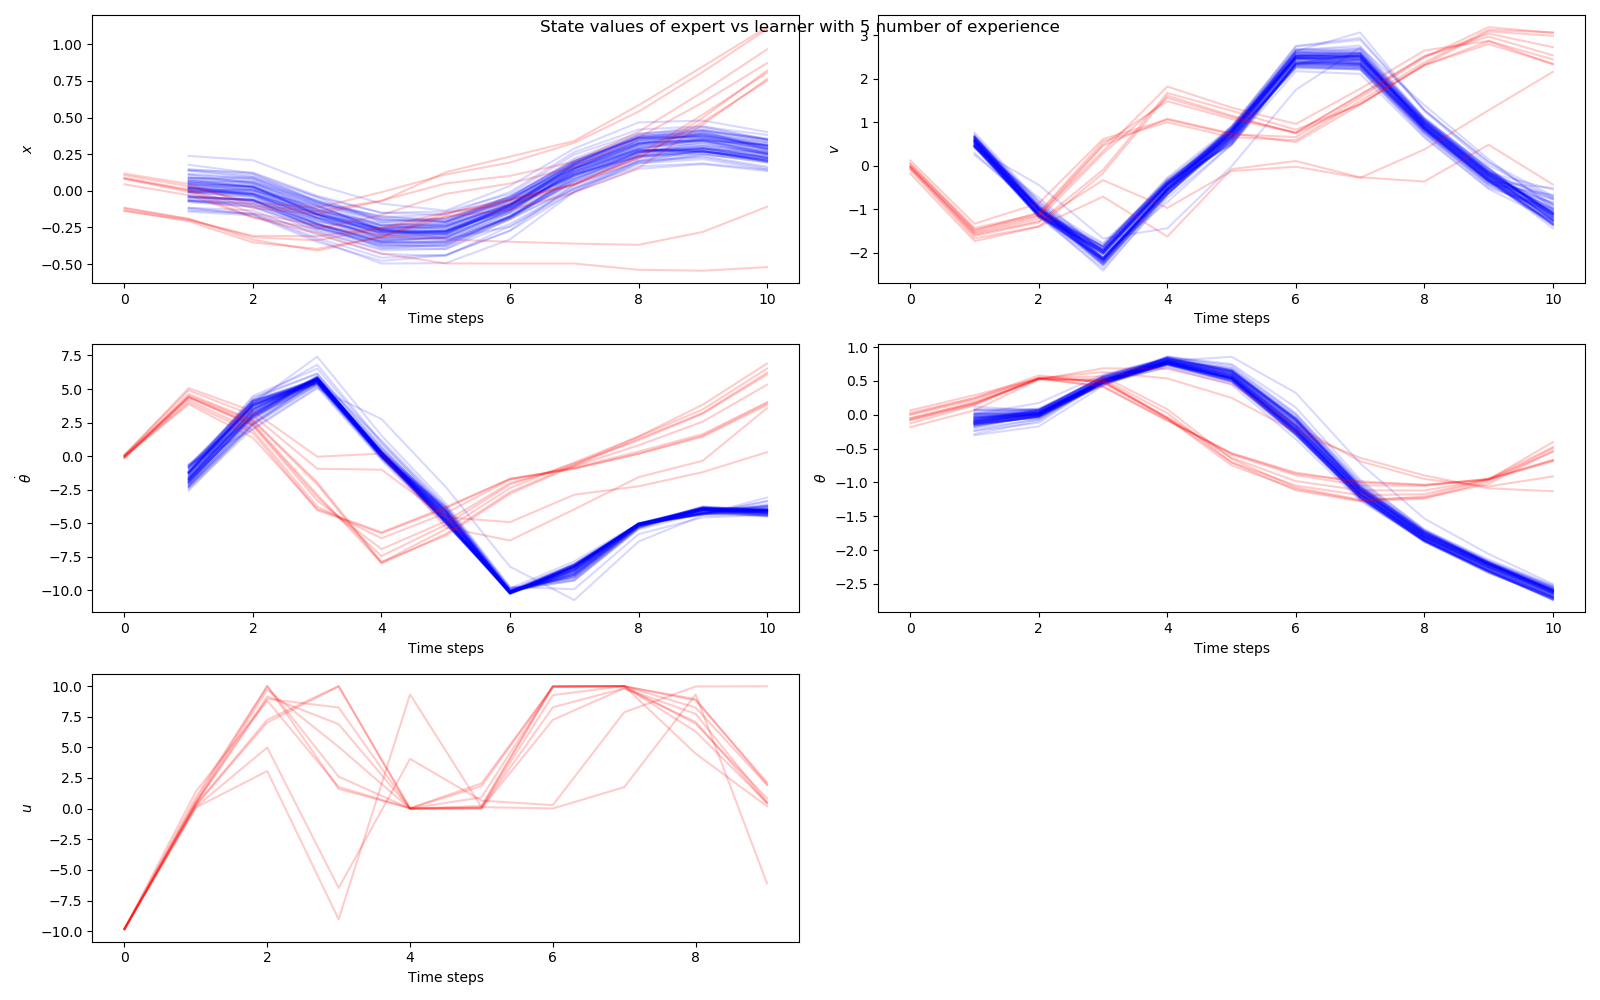 State values of expert vs learner with 5 number of experience
1.00
0.75
0.50
0.25
0.00
−0.25
−0.50
x
0 2 4 6 8 10
Time steps
3
2
1
0
−1
−2
v
0 2 4 6 8 10
Time steps
7.5
5.0
2.5
0.0
−2.5
−5.0
−7.5
−10.0
θ̇
0 2 4 6 8 10
Time steps
1.0
0.5
0.0
−0.5
−1.0
−1.5
−2.0
−2.5
θ
0 2 4 6 8 10
Time steps
10.0
7.5
5.0
2.5
0.0
−2.5
−5.0
−7.5
−10.0
u
0 2 4 6 8
Time steps